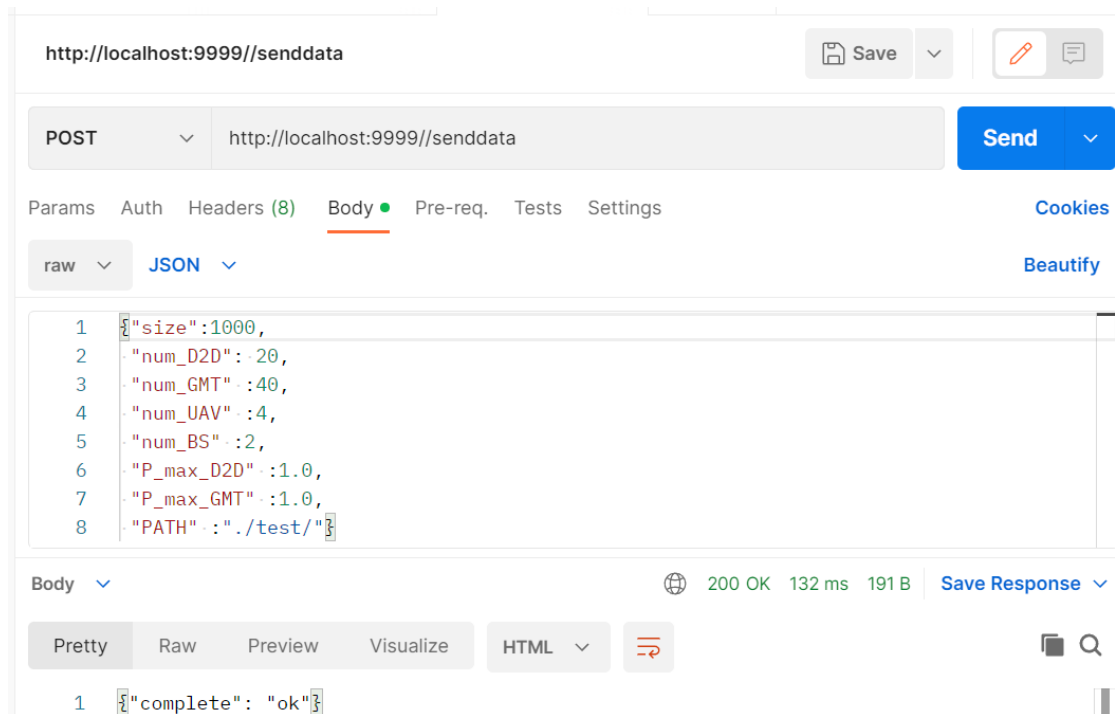 http://localhost:9999//senddata
Save
POST
http://localhost:9999//senddata
Send
Params Auth Headers (8) Body Pre-req. Tests Settings Cookies
raw JSON Beautify
1 {"size":1000,
2 "num_D2D": 20,
3 "num_GMT" :40,
4 "num_UAV" :4,
5 "num_BS" :2,
6 "P_max_D2D" :1.0,
7 "P_max_GMT" :1.0,
8 "PATH" :"./test/"}
Body 200 OK 132 ms 191 B Save Response
Pretty Raw Preview Visualize HTML
1 {"complete": "ok"}